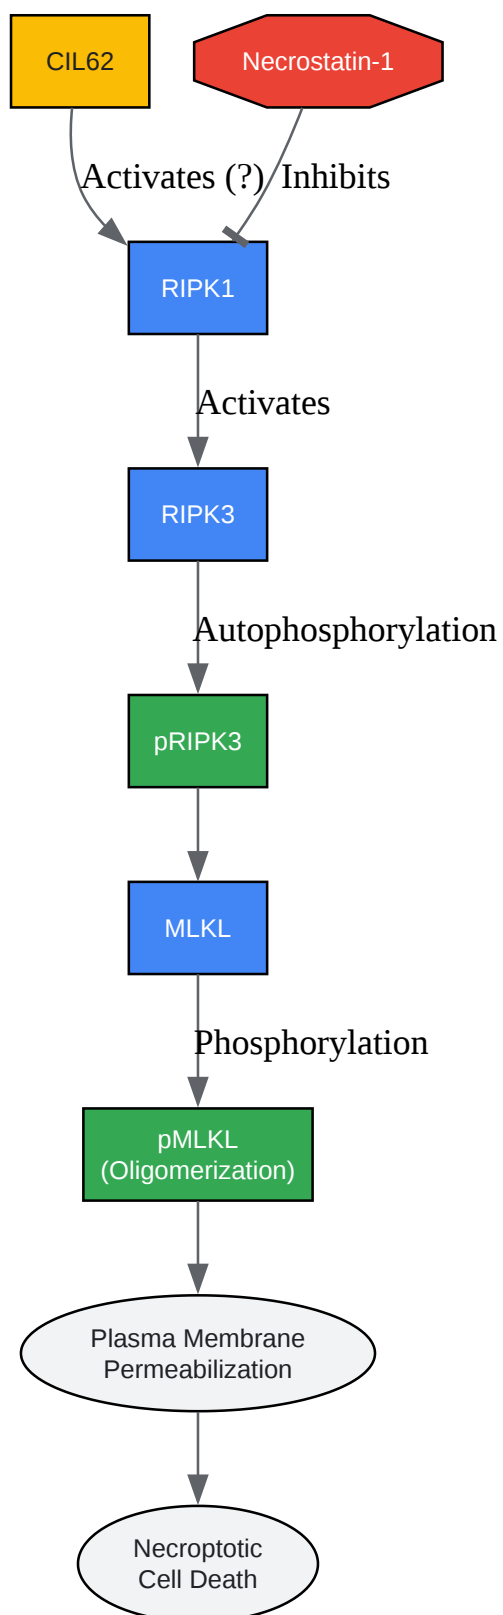 CIL62
Necrostatin-1
Activates (?)
Inhibits
RIPK1
Activates
RIPK3
Autophosphorylation
pRIPK3
MLKL
Phosphorylation
pMLKL
(Oligomerization)
Plasma Membrane
Permeabilization
Necroptotic
Cell Death